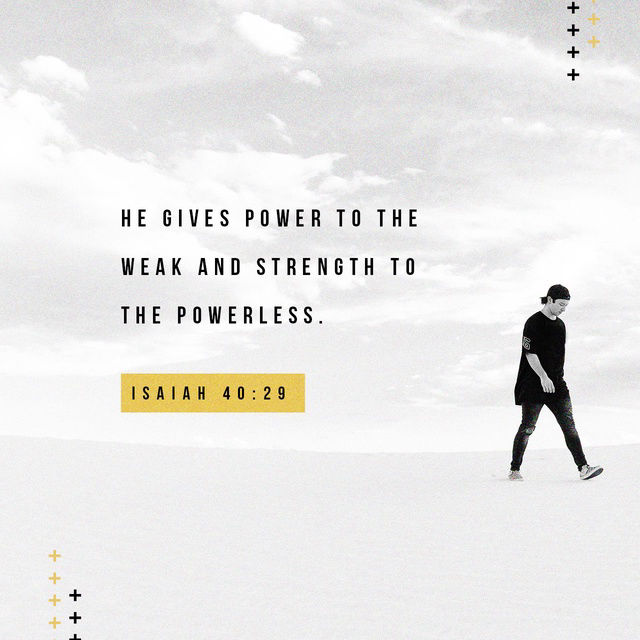 HE GIVES POWER TO THE
WEAK AND STRENGTH TO
THE POWERLESS.
ISAIAH 40:29